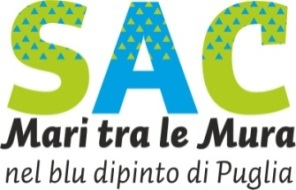 SAC
Mari tra le Mura
nel blu dipinto di Puglia